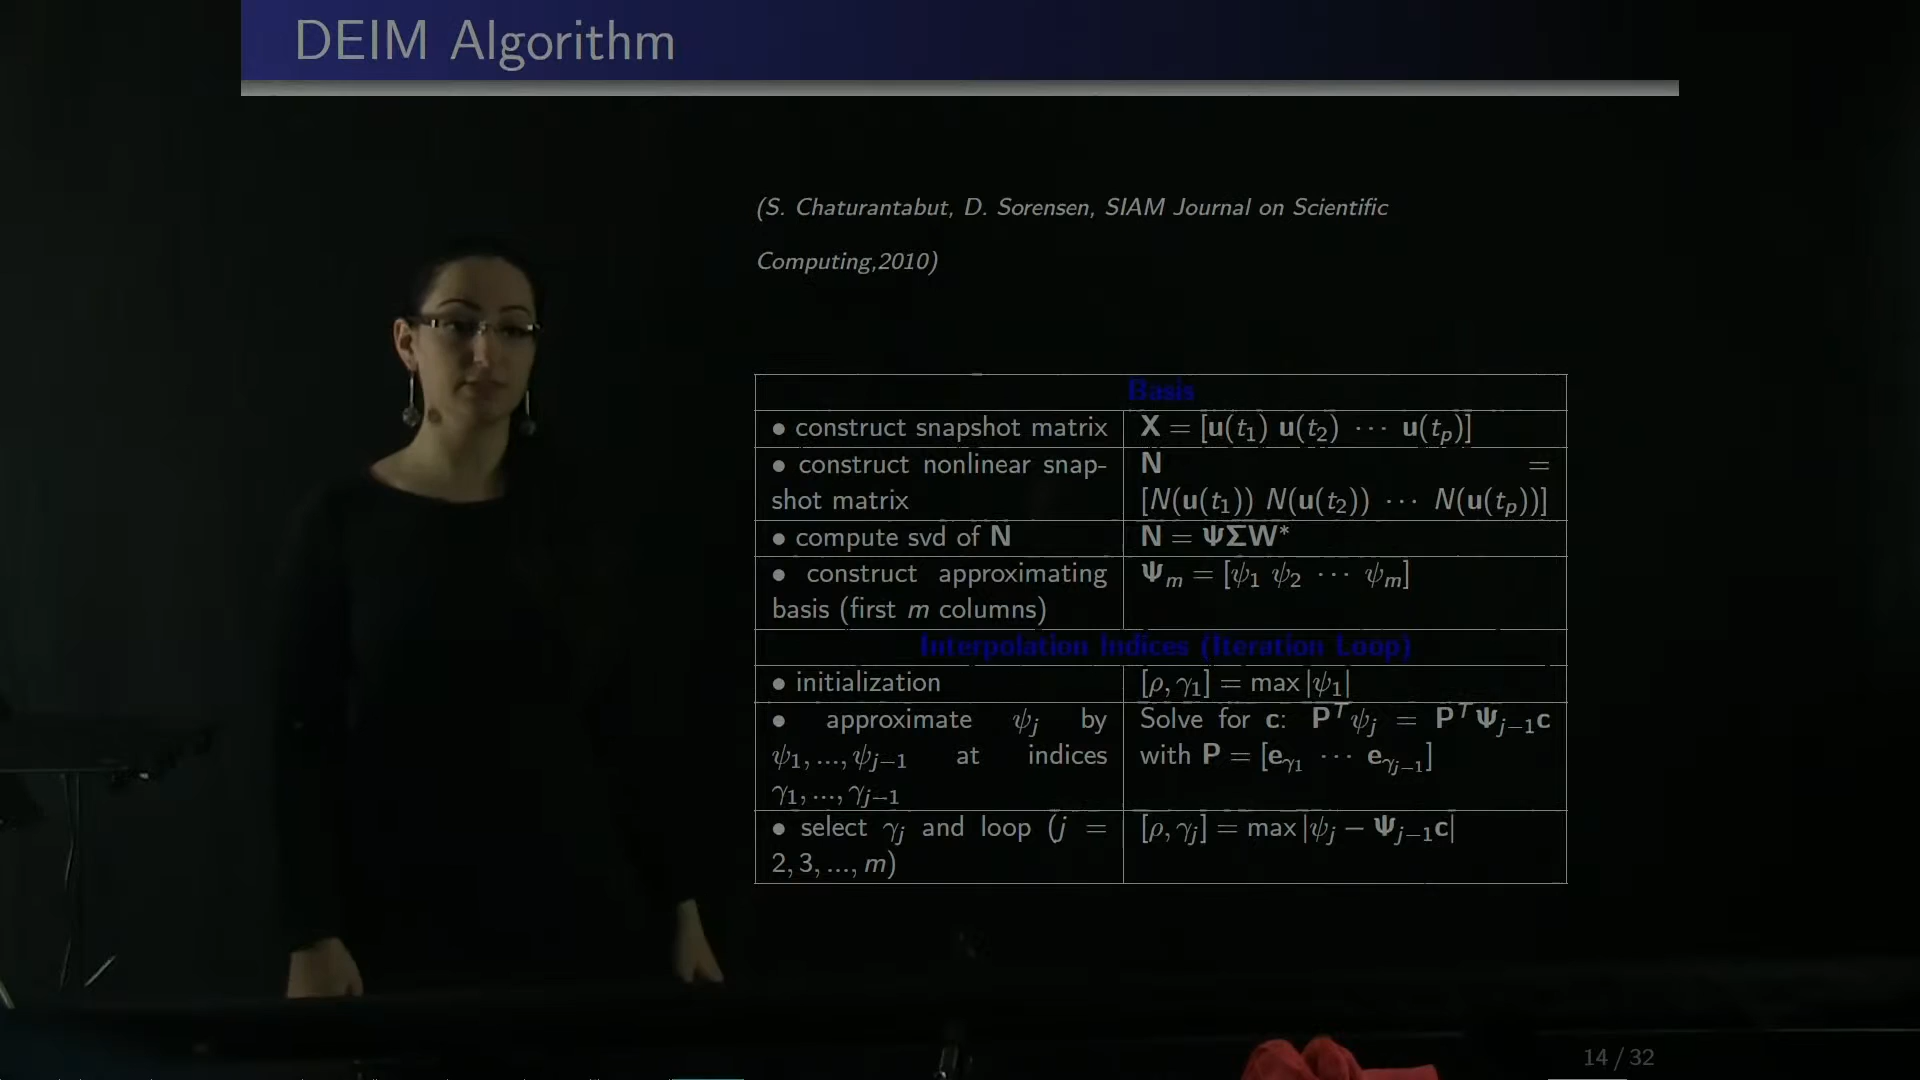 DEIM Algorithm
(S. Chaturantabut, D. Sorensen, SIAM Journal on Scientific
Computing,2010)
Basis
• construct snapshot matrix X = [u(t₁) u(t₂) ⋯ u(tₚ)]
• construct nonlinear snap- N =
shot matrix [N(u(t₁)) N(u(t₂)) ⋯ N(u(tₚ))]
• compute svd of N N = ΨΣW*
• construct approximating Ψₘ = [ψ₁ ψ₂ ⋯ ψₘ]
basis (first m columns)
Interpolation Indices (Iteration Loop)
• initialization [ρ, γ₁] = max|ψ₁|
• approximate ψⱼ by Solve for c: Pᵀψⱼ = PᵀΨⱼ₋₁c
ψ₁, ..., ψⱼ₋₁ at indices with P = [e_γ₁ ⋯ e_γⱼ₋₁]
γ₁, ..., γⱼ₋₁
• select γⱼ and loop (j = [ρ, γⱼ] = max|ψⱼ − Ψⱼ₋₁c|
2, 3, ..., m)
14 / 32